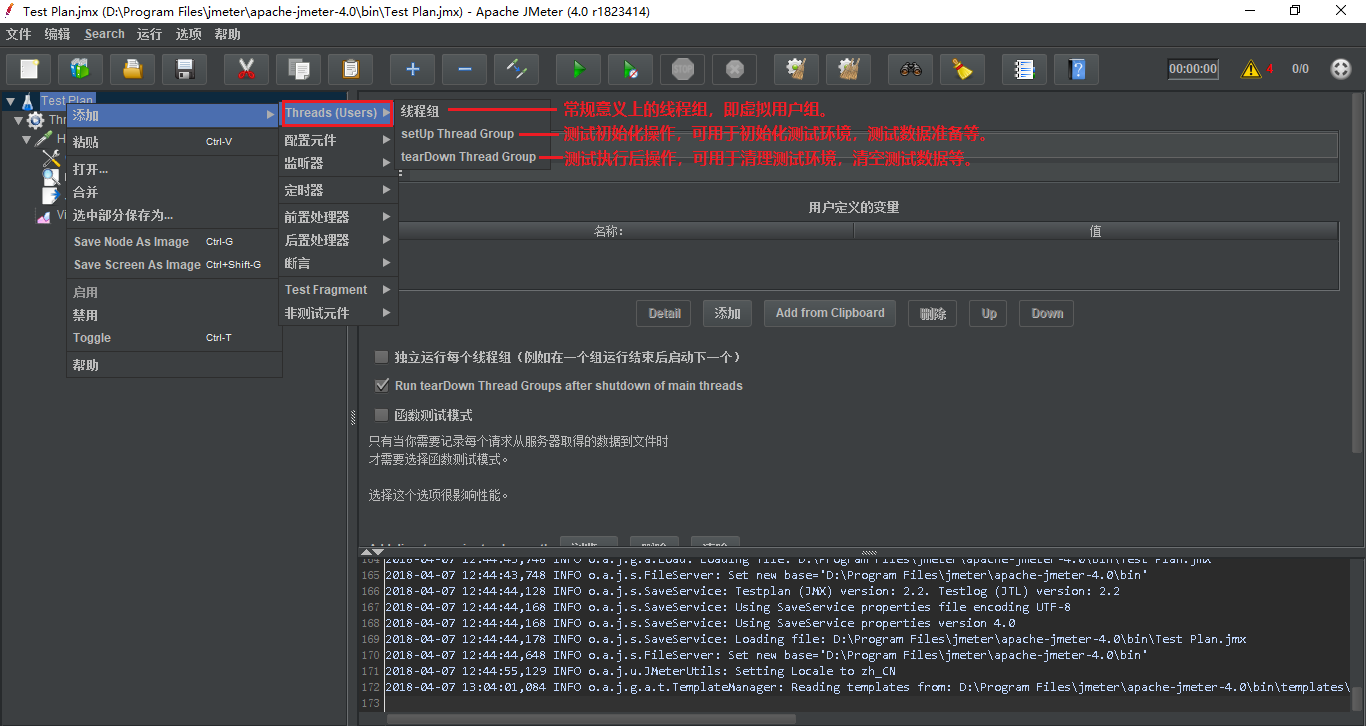 Test Plan.jmx (D:\Program Files\jmeter\apache-jmeter-4.0\bin\Test Plan.jmx) - Apache JMeter (4.0 r1823414)
文件 编辑 Search 运行 选项 帮助
STOP 00:00:00 4 0/0
Test Plan
Thr
H
Vi
添加
粘贴 Ctrl-V
打开...
合并
选中部分保存为...
Save Node As Image Ctrl-G
Save Screen As Image Ctrl+Shift-G
启用
禁用
Toggle Ctrl-T
帮助
Threads (Users)
配置元件
监听器
定时器
前置处理器
后置处理器
断言
Test Fragment
非测试元件
线程组 常规意义上的线程组，即虚拟用户组。
setUp Thread Group 测试初始化操作，可用于初始化测试环境，测试数据准备等。
tearDown Thread Group 测试执行后操作，可用于清理测试环境，清空测试数据等。
用户定义的变量
名称: 值
Detail 添加 Add from Clipboard 删除 Up Down
独立运行每个线程组（例如在一个组运行结束后启动下一个）
Run tearDown Thread Groups after shutdown of main threads
函数测试模式
只有当你需要记录每个请求从服务器取得的数据到文件时
才需要选择函数测试模式。
选择这个选项很影响性能。
164 2018-04-07 12:44:43,748 INFO o.a.j.g.a.Load: Loading file: D:\Program Files\jmeter\apache-jmeter-4.0\bin\Test Plan.jmx
165 2018-04-07 12:44:43,748 INFO o.a.j.s.FileServer: Set new base='D:\Program Files\jmeter\apache-jmeter-4.0\bin'
166 2018-04-07 12:44:44,128 INFO o.a.j.s.SaveService: Testplan (JMX) version: 2.2. Testlog (JTL) version: 2.2
167 2018-04-07 12:44:44,168 INFO o.a.j.s.SaveService: Using SaveService properties file encoding UTF-8
168 2018-04-07 12:44:44,168 INFO o.a.j.s.SaveService: Using SaveService properties version 4.0
169 2018-04-07 12:44:44,178 INFO o.a.j.s.SaveService: Loading file: D:\Program Files\jmeter\apache-jmeter-4.0\bin\Test Plan.jmx
170 2018-04-07 12:44:44,648 INFO o.a.j.s.FileServer: Set new base='D:\Program Files\jmeter\apache-jmeter-4.0\bin'
171 2018-04-07 12:44:55,129 INFO o.a.j.u.JMeterUtils: Setting Locale to zh_CN
172 2018-04-07 13:04:01,084 INFO o.a.j.g.a.t.TemplateManager: Reading templates from: D:\Program Files\jmeter\apache-jmeter-4.0\bin\templates\
173